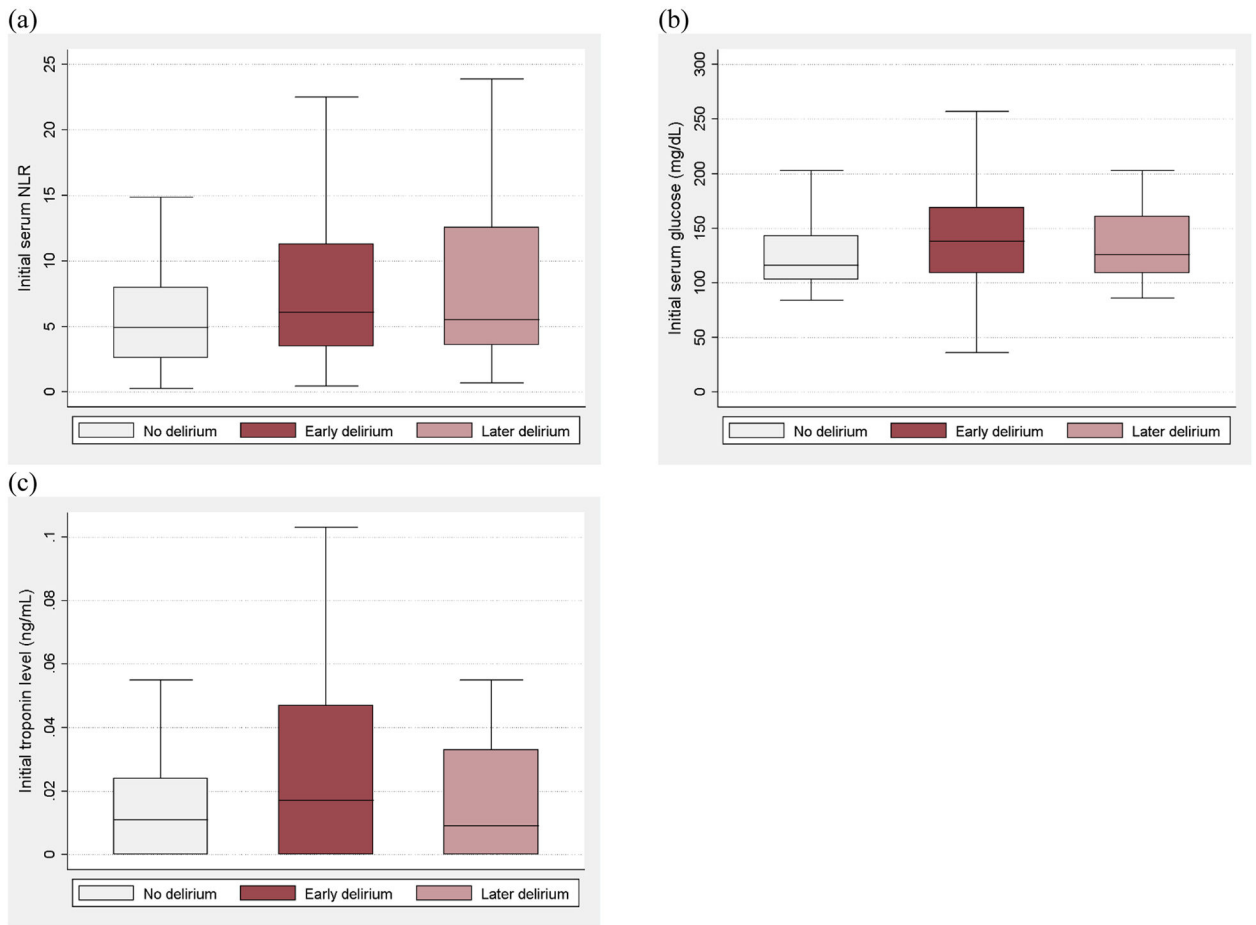 (a)
Initial serum NLR
25
20
15
10
5
0
No delirium Early delirium Later delirium
(b)
Initial serum glucose (mg/dL)
300
250
200
150
100
50
0
No delirium Early delirium Later delirium
(c)
Initial troponin level (ng/mL)
.1
.08
.06
.04
.02
0
No delirium Early delirium Later delirium